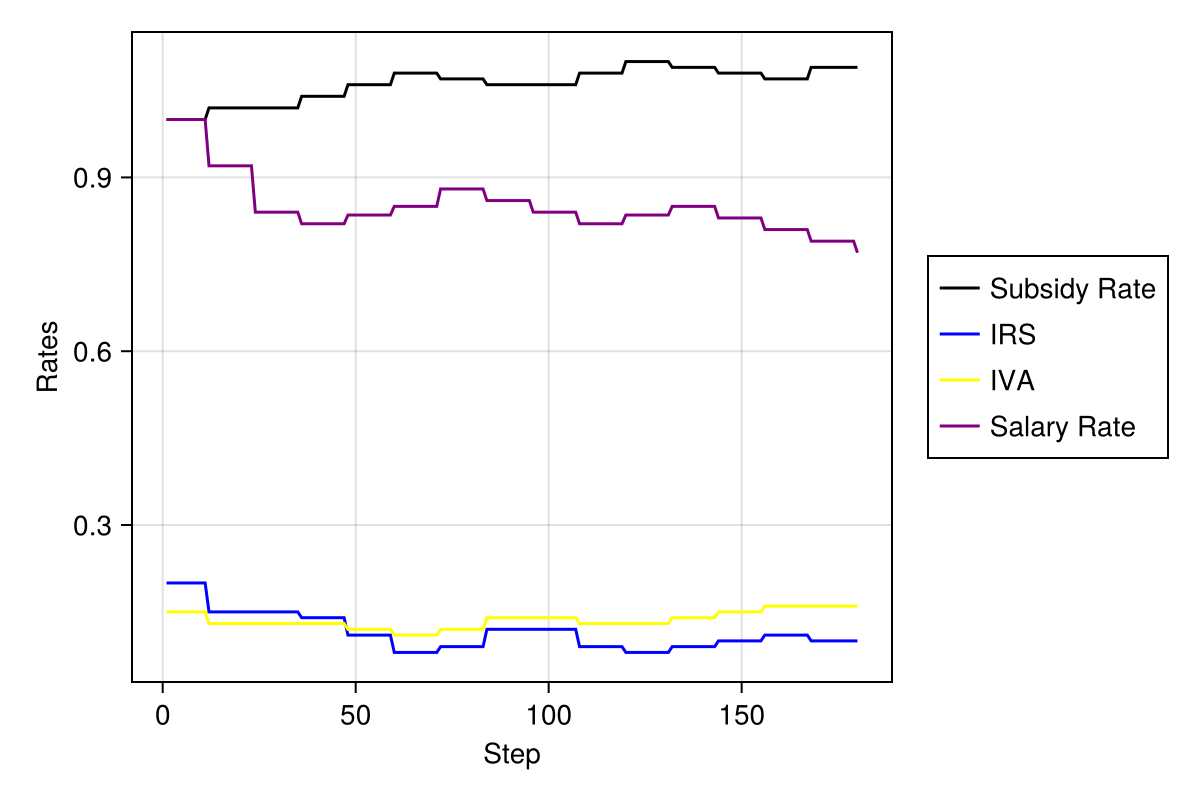 0.9
0.6
0.3
Rates
0
50
100
150
Step
Subsidy Rate
IRS
IVA
Salary Rate